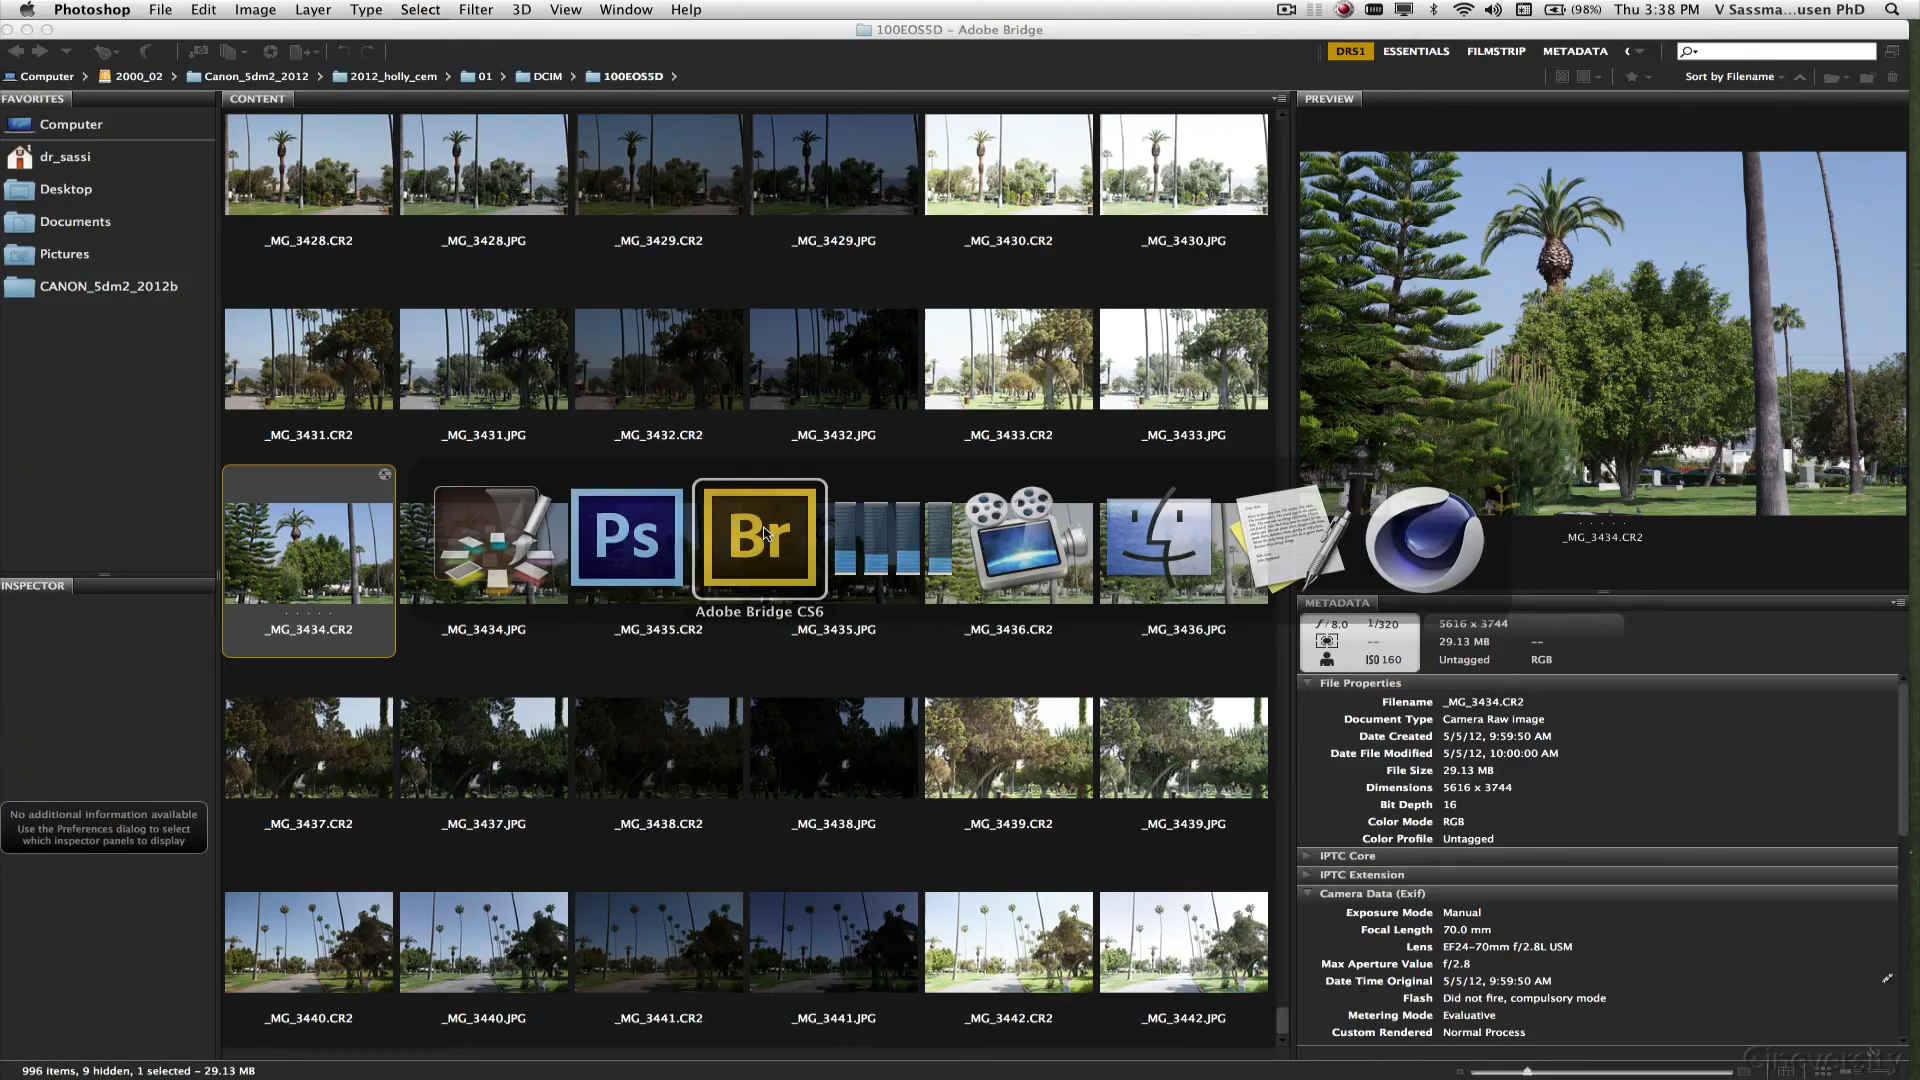 Photoshop File Edit Image Layer Type Select Filter 3D View Window Help (98%) Thu 3:38 PM V Sassma...usen PhD
100EOS5D – Adobe Bridge
DRS1 ESSENTIALS FILMSTRIP METADATA
Computer 2000_02 Canon_5dm2_2012 2012_holly_cem 01 DCIM 100EOS5D Sort by Filename
FAVORITES CONTENT PREVIEW
Computer
dr_sassi
Desktop
Documents
Pictures
CANON_5dm2_2012b
INSPECTOR
No additional information available
Use the Preferences dialog to select
which inspector panels to display
_MG_3428.CR2 _MG_3428.JPG _MG_3429.CR2 _MG_3429.JPG _MG_3430.CR2 _MG_3430.JPG
_MG_3431.CR2 _MG_3431.JPG _MG_3432.CR2 _MG_3432.JPG _MG_3433.CR2 _MG_3433.JPG
Ps Br
Adobe Bridge CS6
_MG_3434.CR2 _MG_3434.JPG _MG_3435.CR2 _MG_3435.JPG _MG_3436.CR2 _MG_3436.JPG
_MG_3437.CR2 _MG_3437.JPG _MG_3438.CR2 _MG_3438.JPG _MG_3439.CR2 _MG_3439.JPG
_MG_3440.CR2 _MG_3440.JPG _MG_3441.CR2 _MG_3441.JPG _MG_3442.CR2 _MG_3442.JPG
_MG_3434.CR2
METADATA
f/8.0 1/320 5616 x 3744
-- 29.13 MB --
ISO 160 Untagged RGB
File Properties
Filename _MG_3434.CR2
Document Type Camera Raw image
Date Created 5/5/12, 9:59:50 AM
Date File Modified 5/5/12, 10:00:00 AM
File Size 29.13 MB
Dimensions 5616 x 3744
Bit Depth 16
Color Mode RGB
Color Profile Untagged
IPTC Core
IPTC Extension
Camera Data (Exif)
Exposure Mode Manual
Focal Length 70.0 mm
Lens EF24-70mm f/2.8L USM
Max Aperture Value f/2.8
Date Time Original 5/5/12, 9:59:50 AM
Flash Did not fire, compulsory mode
Metering Mode Evaluative
Custom Rendered Normal Process
996 items, 9 hidden, 1 selected – 29.13 MB
Cineversity